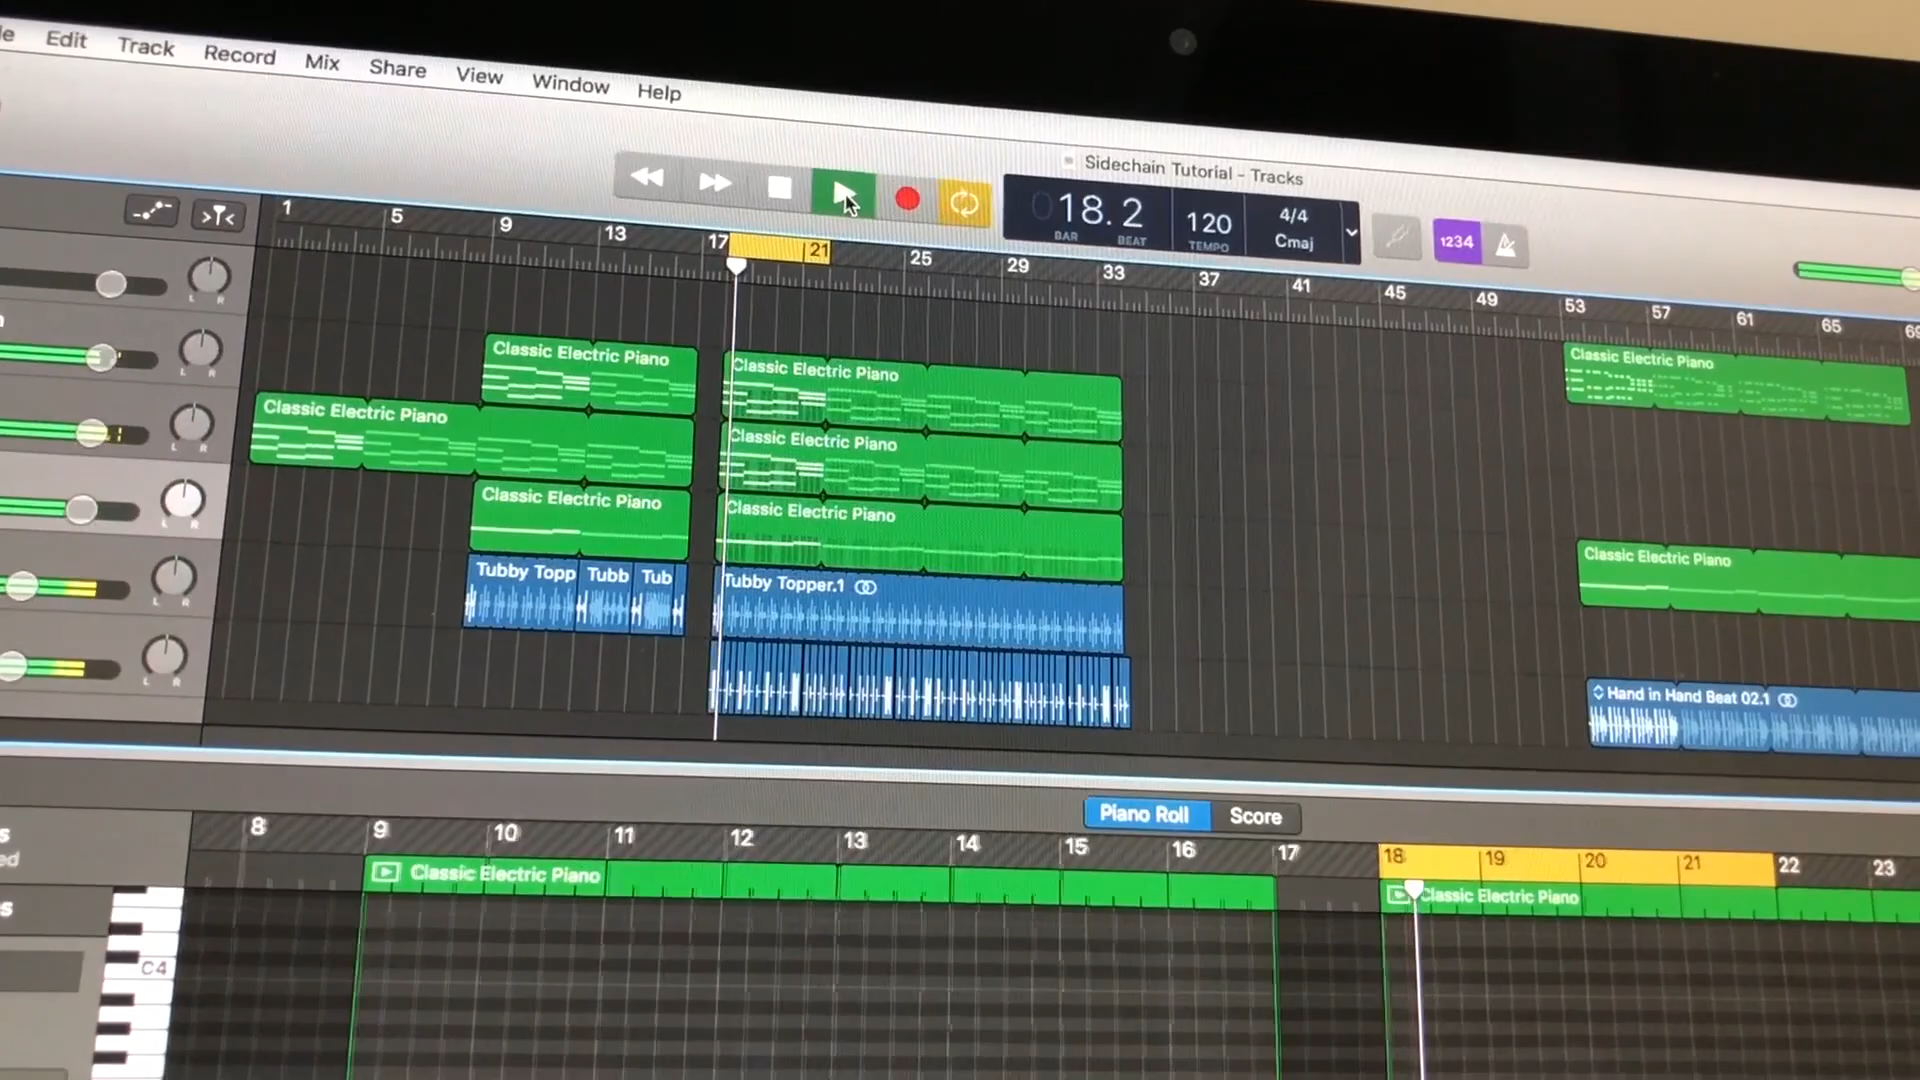 Edit Track Record Mix Share View Window Help
Sidechain Tutorial - Tracks
18.2 120 4/4
Cmaj
BAR BEAT TEMPO
1234
1 5 9 13 17 21 25 29 33 37 41 45 49 53 57 61 65
L R
Classic Electric Piano Classic Electric Piano Classic Electric Piano
L R
Classic Electric Piano Classic Electric Piano
L R
Classic Electric Piano Classic Electric Piano Classic Electric Piano
L R
Tubby Topp Tubb Tub Tubby Topper.1
L R
Hand in Hand Beat 02.1
L R
Piano Roll Score
8 9 10 11 12 13 14 15 16 17 18 19 20 21 22 23
Classic Electric Piano Classic Electric Piano
C4